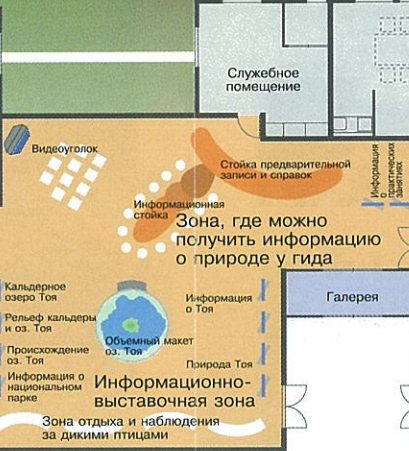 Служебное
помещение
Видеоуголок
Стойка предварительной
записи и справок
Информация
о
практических
занятиях
Информационная
стойка
Зона, где можно
получить информацию
о природе у гида
Кальдерное
озеро Тоя
Информация
о Тоя
Галерея
Рельеф кальдеры
и оз. Тоя
Объемный макет
оз. Тоя
Происхождение
оз. Тоя
Природа Тоя
Информация о
национальном
парке
Информационно-
выставочная зона
Зона отдыха и наблюдения
за дикими птицами